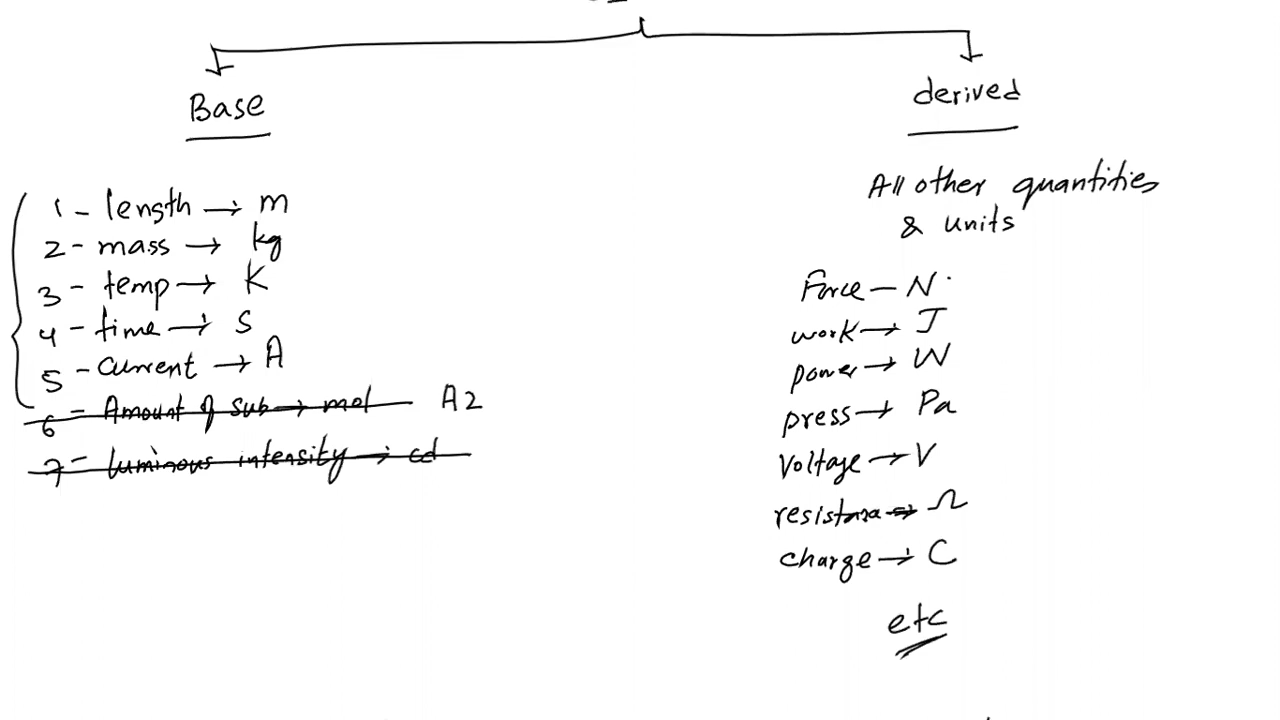 Base
derived
1 - length → m
2 - mass → kg
3 - temp → K
4 - time → s
5 - current → A
6 - Amount of sub → mol A2
7 - luminous intensity → cd
All other quantities
& units
Force — N
work → J
power → W
press → Pa
Voltage → V
→ Ω
charge → C
etc